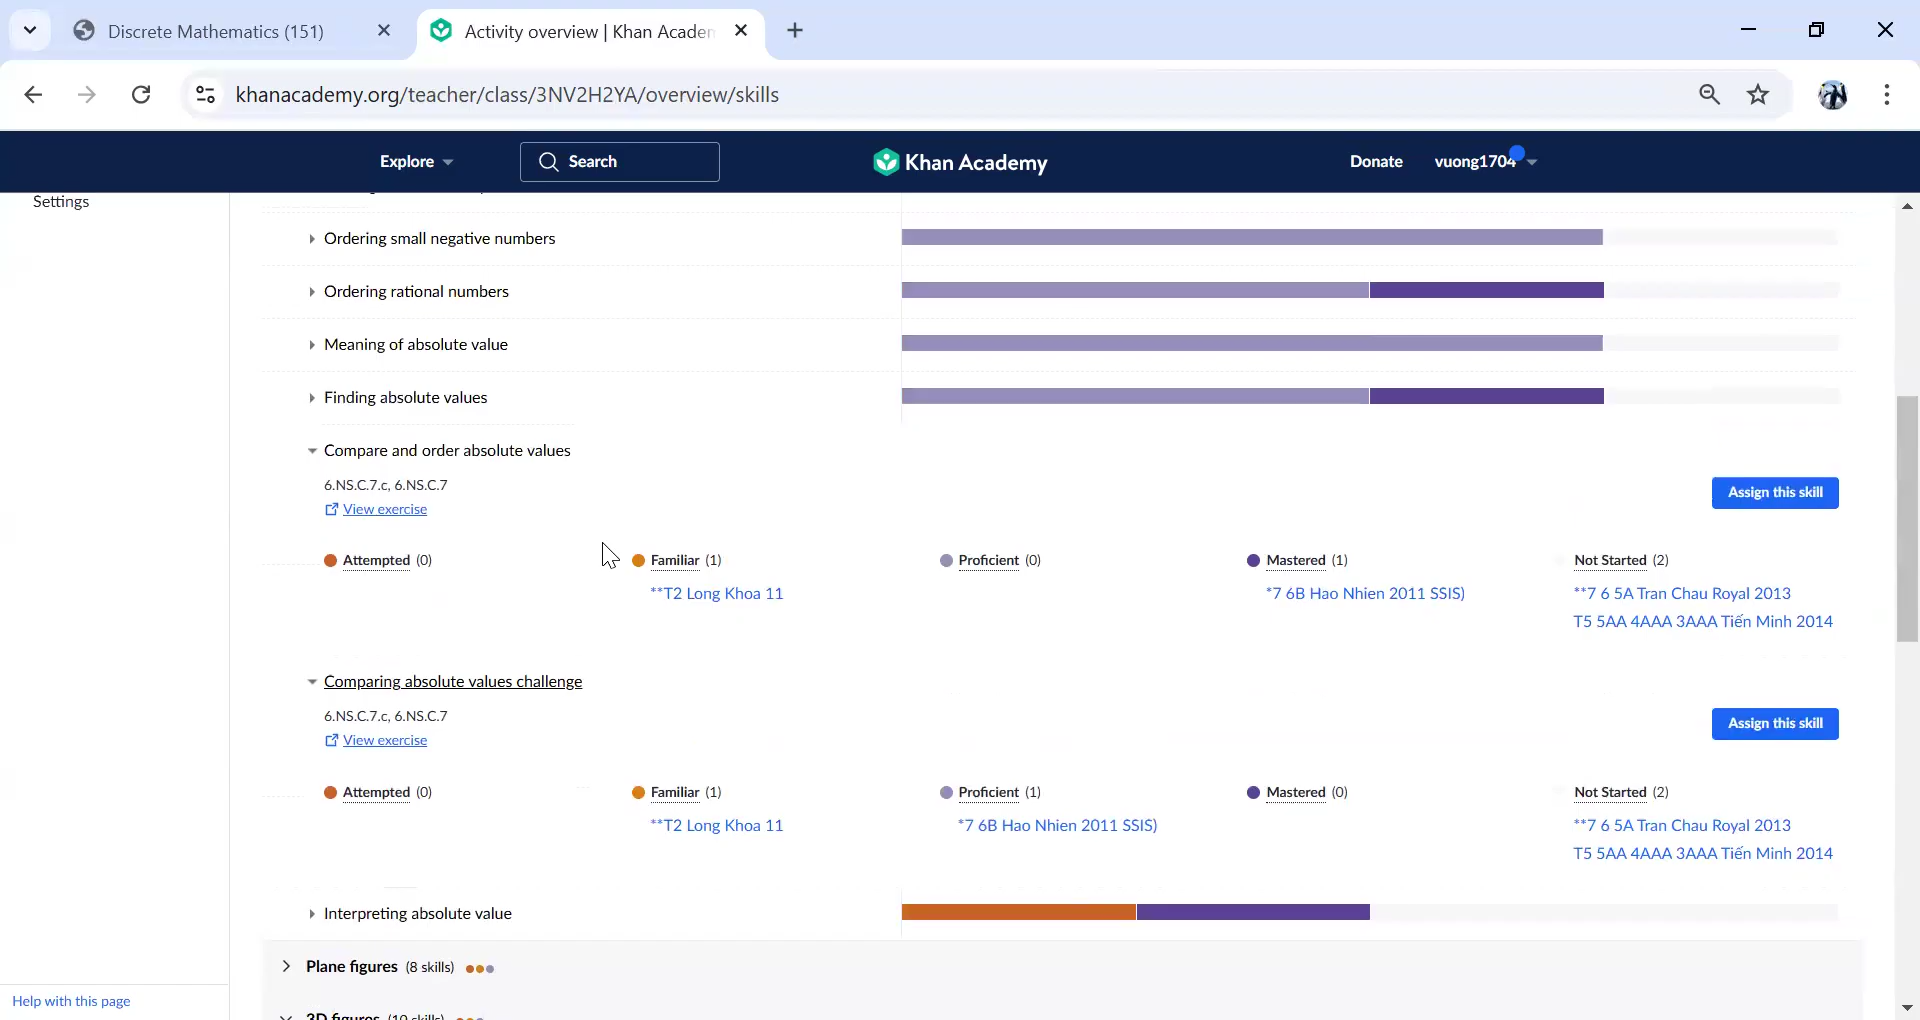 Discrete Mathematics (151)
Activity overview | Khan Academ
khanacademy.org/teacher/class/3NV2H2YA/overview/skills
Explore
Search
Khan Academy
Donate
vuong1704
Settings
Ordering small negative numbers
Ordering rational numbers
Meaning of absolute value
Finding absolute values
Compare and order absolute values
6.NS.C.7.c, 6.NS.C.7
View exercise
Assign this skill
Attempted (0)
Familiar (1)
Proficient (0)
Mastered (1)
Not Started (2)
**T2 Long Khoa 11
*7 6B Hao Nhien 2011 SSIS)
**7 6 5A Tran Chau Royal 2013
T5 5AA 4AAA 3AAA Tiến Minh 2014
Comparing absolute values challenge
6.NS.C.7.c, 6.NS.C.7
View exercise
Assign this skill
Attempted (0)
Familiar (1)
Proficient (1)
Mastered (0)
Not Started (2)
**T2 Long Khoa 11
*7 6B Hao Nhien 2011 SSIS)
**7 6 5A Tran Chau Royal 2013
T5 5AA 4AAA 3AAA Tiến Minh 2014
Interpreting absolute value
Plane figures (8 skills)
3D figures (10 skills)
Help with this page